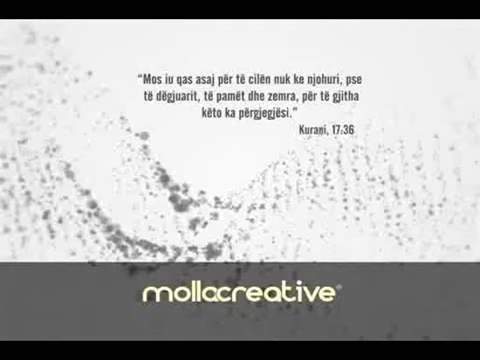 “Mos iu qas asaj për të cilën nuk ke njohuri, pse
të dëgjuarit, të pamët dhe zemra, për të gjitha
këto ka përgjegjësi.”
Kurani, 17:36
mollacreative®